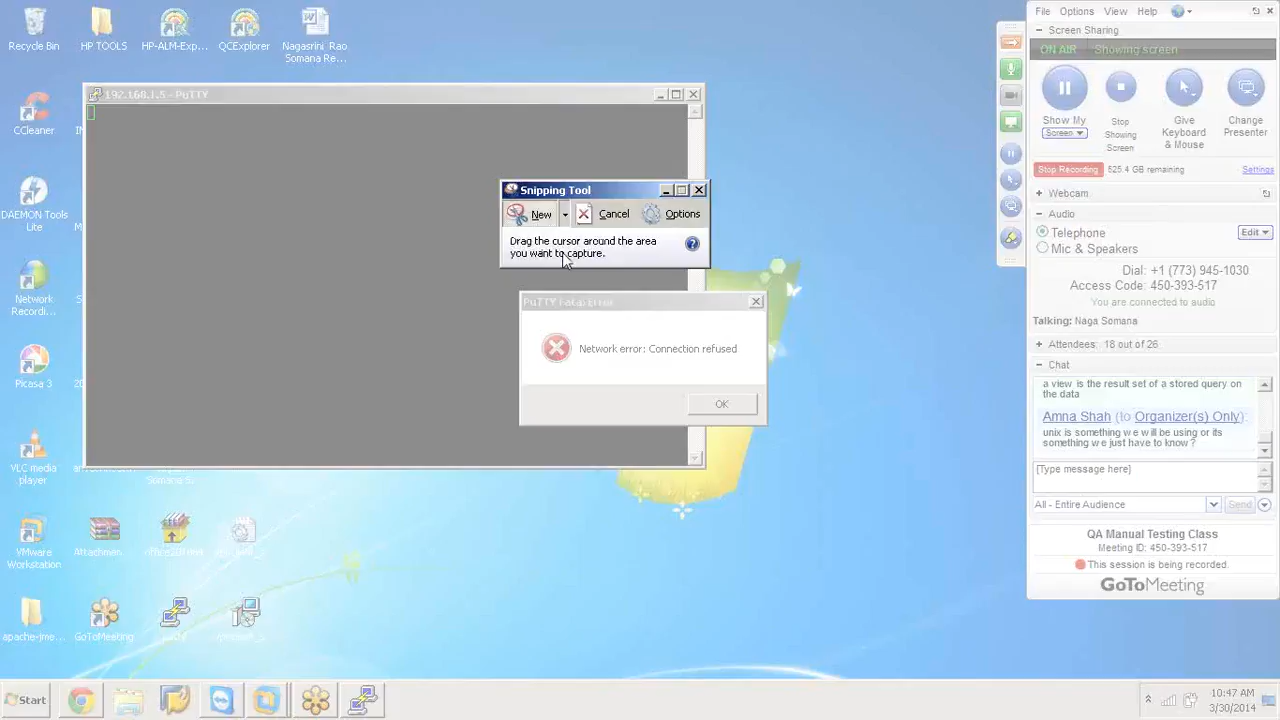 Recycle Bin
HP TOOLS
HP-ALM-Exp...
QCExplorer
Nagasini_Rao
Somana Re...
CCleaner
DAEMON Tools
Lite
Network
Recordi...
Picasa 3
VLC media
player
VMware
Workstation
Attachmen...
apache-jme...
GoToMeeting
putty
192.168.1.5 - PuTTY
Snipping Tool
New
Cancel
Options
Drag the cursor around the area
you want to capture.
PuTTY Fatal Error
Network error: Connection refused
OK
File Options View Help
Screen Sharing
ON AIR Showing screen
Show My
Screen
Stop
Showing
Screen
Give
Keyboard
& Mouse
Change
Presenter
Stop Recording 525.4 GB remaining Settings
Webcam
Audio
Telephone
Edit
Mic & Speakers
Dial: +1 (773) 945-1030
Access Code: 450-393-517
You are connected to audio
Talking: Naga Somana
Attendees: 18 out of 26
Chat
a view is the result set of a stored query on
the data
Amna Shah (to Organizer(s) Only):
unix is something we will be using or its
something we just have to know ?
[Type message here]
All - Entire Audience
Send
QA Manual Testing Class
Meeting ID: 450-393-517
This session is being recorded.
GoToMeeting
Start
10:47 AM
3/30/2014